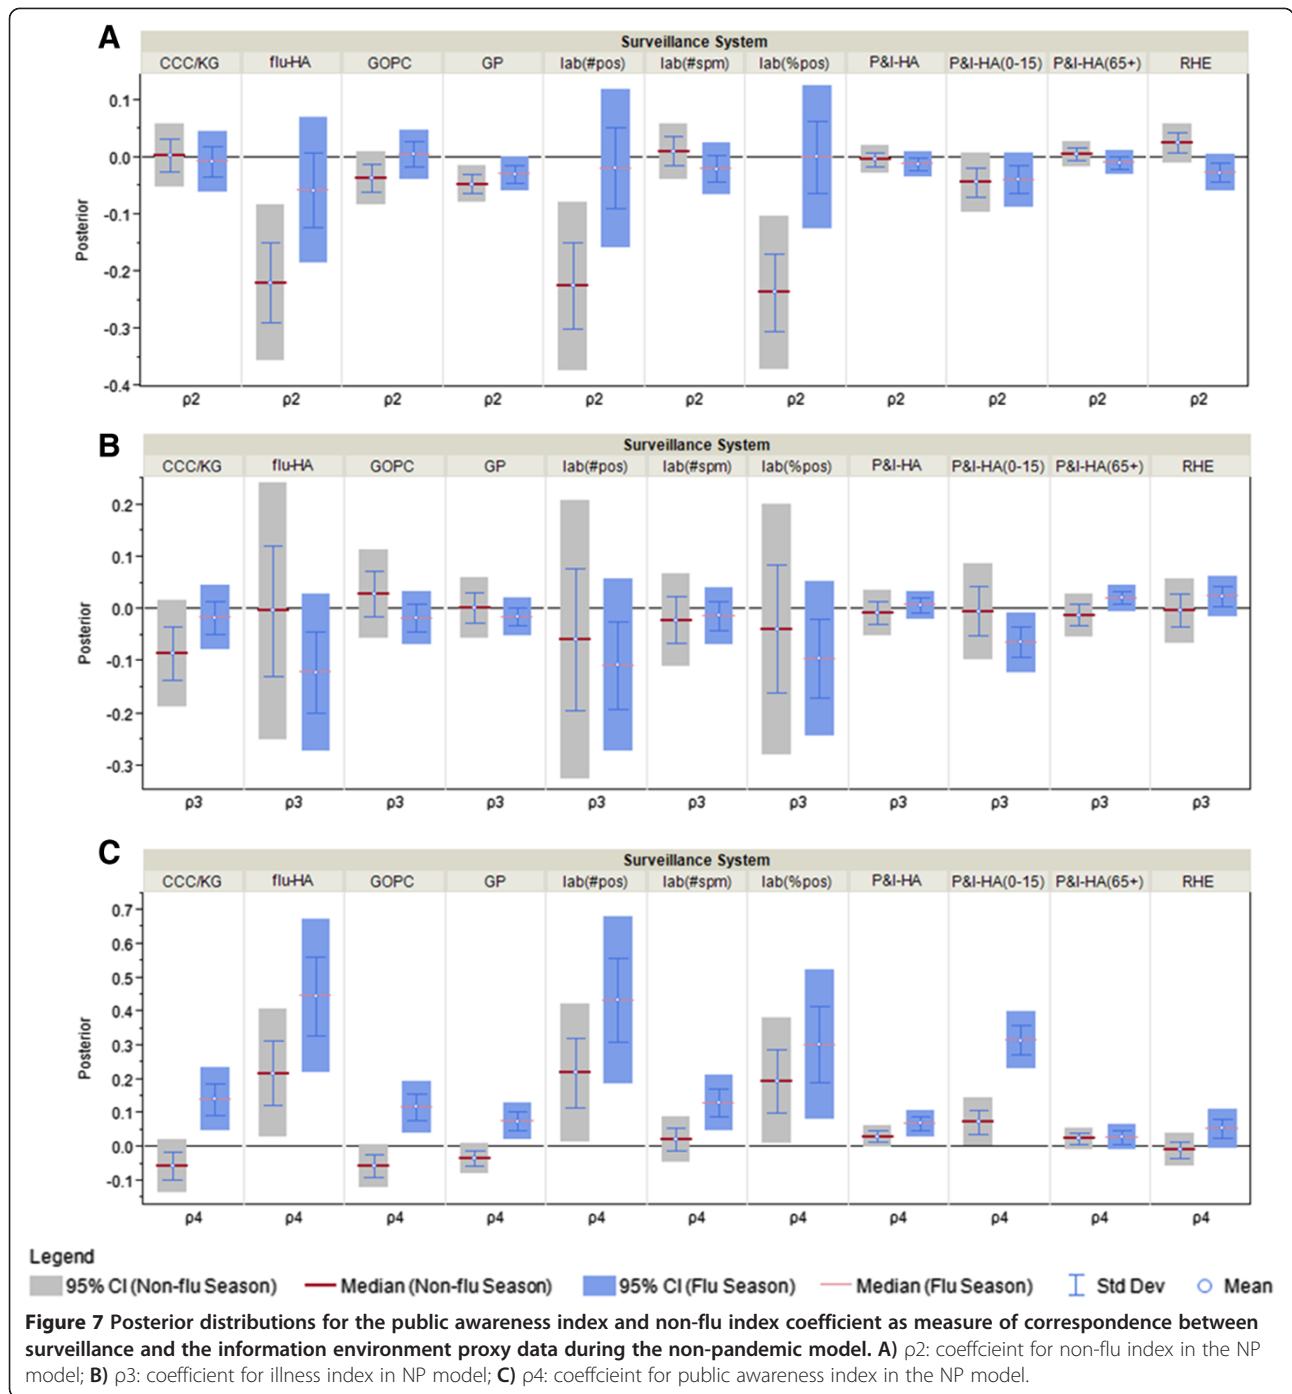 A
Surveillance System
CCC/KG flu-HA GOPC GP lab(#pos) lab(#spm) lab(%pos) P&I-HA P&I-HA(0-15) P&I-HA(65+) RHE
Posterior
0.1
0.0
-0.1
-0.2
-0.3
-0.4
ρ2 ρ2 ρ2 ρ2 ρ2 ρ2 ρ2 ρ2 ρ2 ρ2 ρ2
B
Surveillance System
CCC/KG flu-HA GOPC GP lab(#pos) lab(#spm) lab(%pos) P&I-HA P&I-HA(0-15) P&I-HA(65+) RHE
Posterior
0.2
0.1
0.0
-0.1
-0.2
-0.3
ρ3 ρ3 ρ3 ρ3 ρ3 ρ3 ρ3 ρ3 ρ3 ρ3 ρ3
C
Surveillance System
CCC/KG flu-HA GOPC GP lab(#pos) lab(#spm) lab(%pos) P&I-HA P&I-HA(0-15) P&I-HA(65+) RHE
Posterior
0.7
0.6
0.5
0.4
0.3
0.2
0.1
0.0
-0.1
ρ4 ρ4 ρ4 ρ4 ρ4 ρ4 ρ4 ρ4 ρ4 ρ4 ρ4
Legend
95% CI (Non-flu Season) Median (Non-flu Season) 95% CI (Flu Season) Median (Flu Season) Std Dev Mean
Figure 7 Posterior distributions for the public awareness index and non-flu index coefficient as measure of correspondence between
surveillance and the information environment proxy data during the non-pandemic model. A) ρ2: coeffcieint for non-flu index in the NP
model; B) ρ3: coefficient for illness index in NP model; C) ρ4: coeffcieint for public awareness index in the NP model.